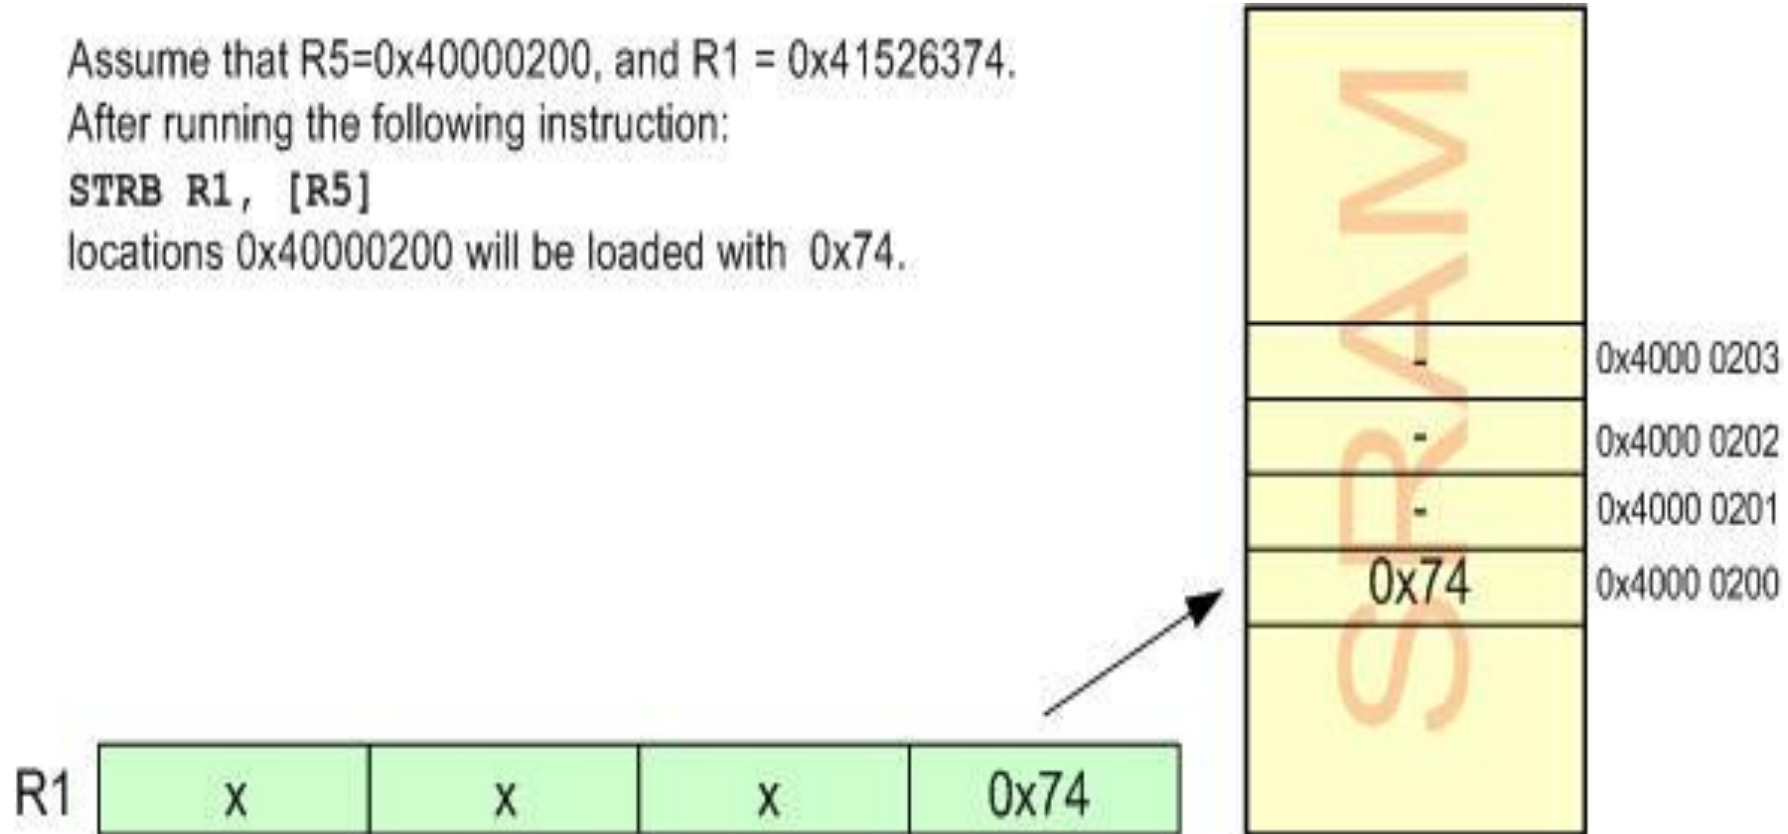 Assume that R5=0x40000200, and R1 = 0x41526374.
After running the following instruction:
STRB R1, [R5]
locations 0x40000200 will be loaded with 0x74.
SRAM
- 0x4000 0203
- 0x4000 0202
- 0x4000 0201
0x74 0x4000 0200
R1 x x x 0x74